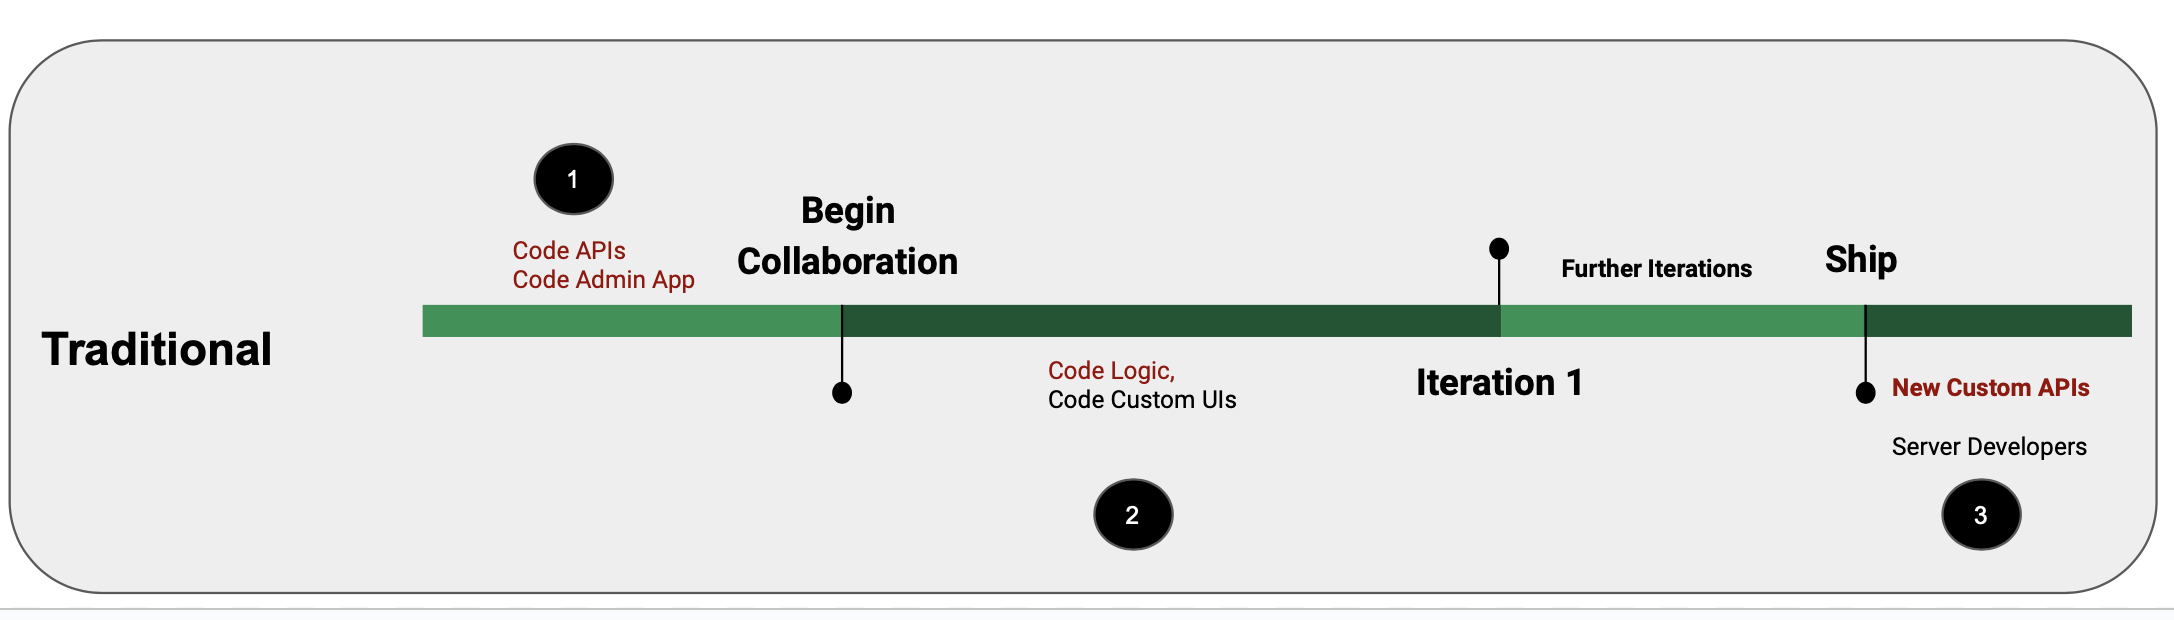 1
Code APIs
Code Admin App
Begin
Collaboration
Further Iterations
Ship
Traditional
Code Logic,
Code Custom UIs
Iteration 1
New Custom APIs
Server Developers
2
3